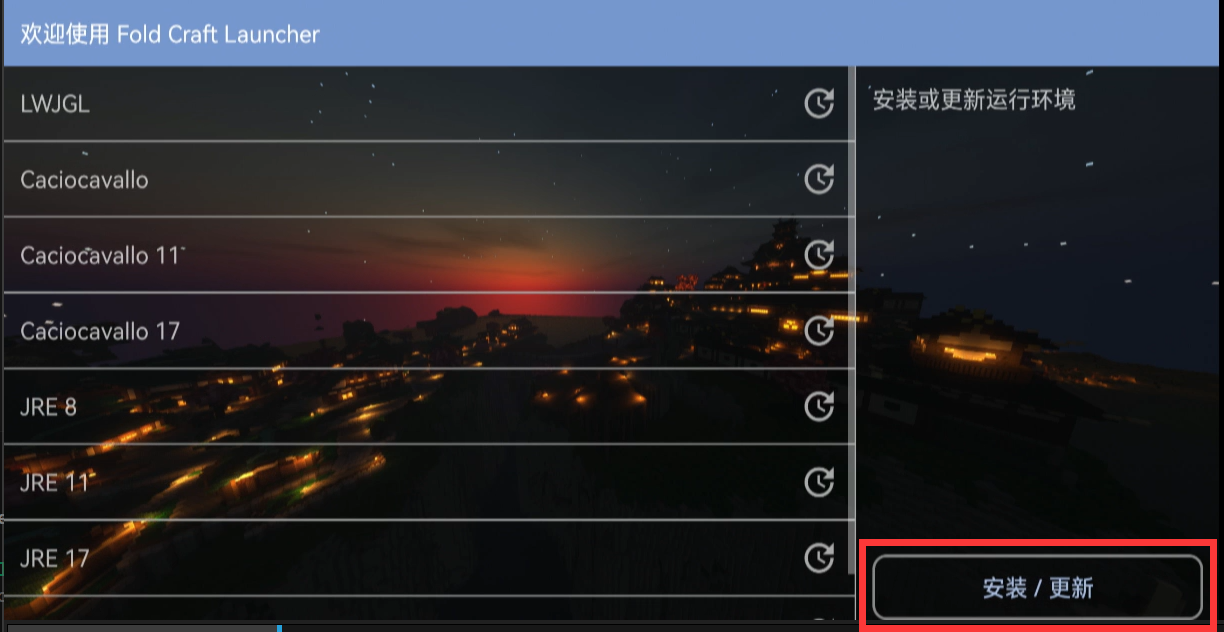 欢迎使用 Fold Craft Launcher
LWJGL
Caciocavallo
Caciocavallo 11
Caciocavallo 17
JRE 8
JRE 11
JRE 17
安装或更新运行环境
安装 / 更新